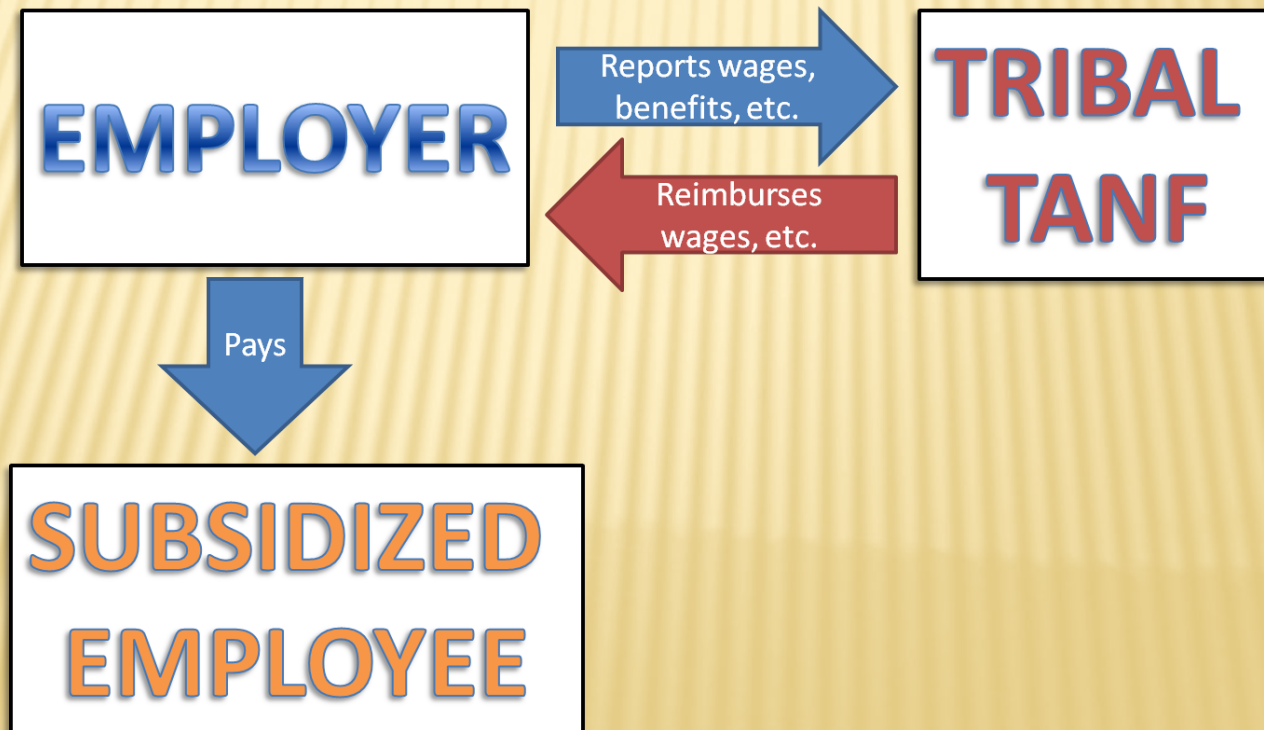 EMPLOYER
Reports wages,
benefits, etc.
Reimburses
wages, etc.
TRIBAL
TANF
Pays
SUBSIDIZED
EMPLOYEE